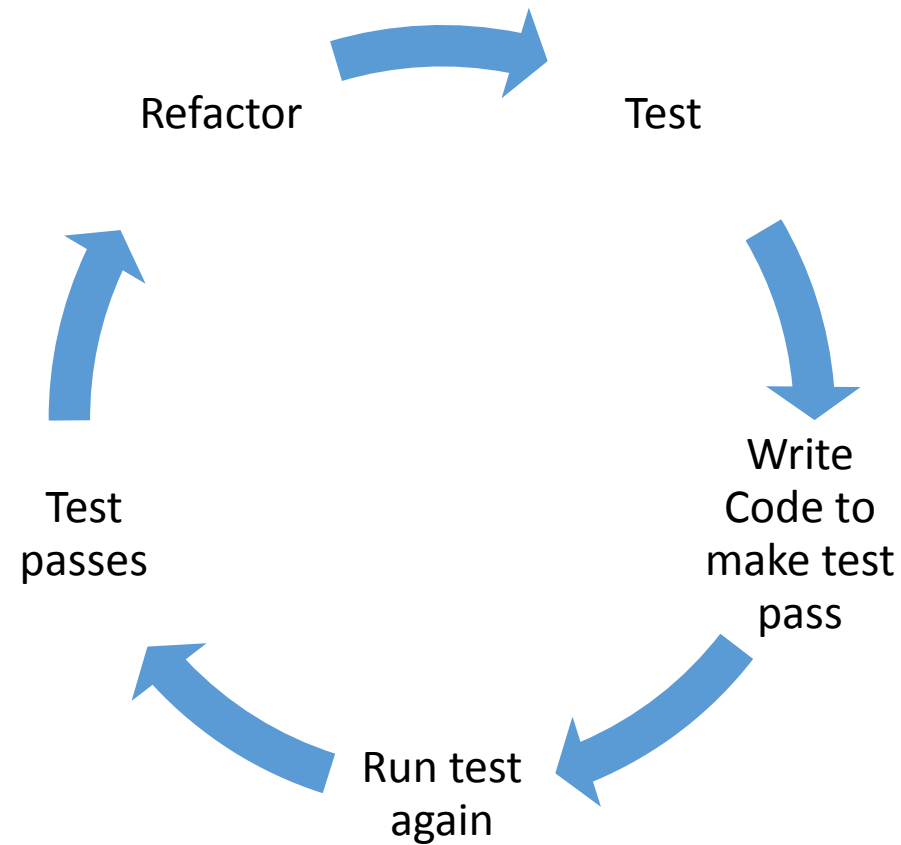 Refactor
Test
Write
Code to
make test
pass
Run test
again
Test
passes